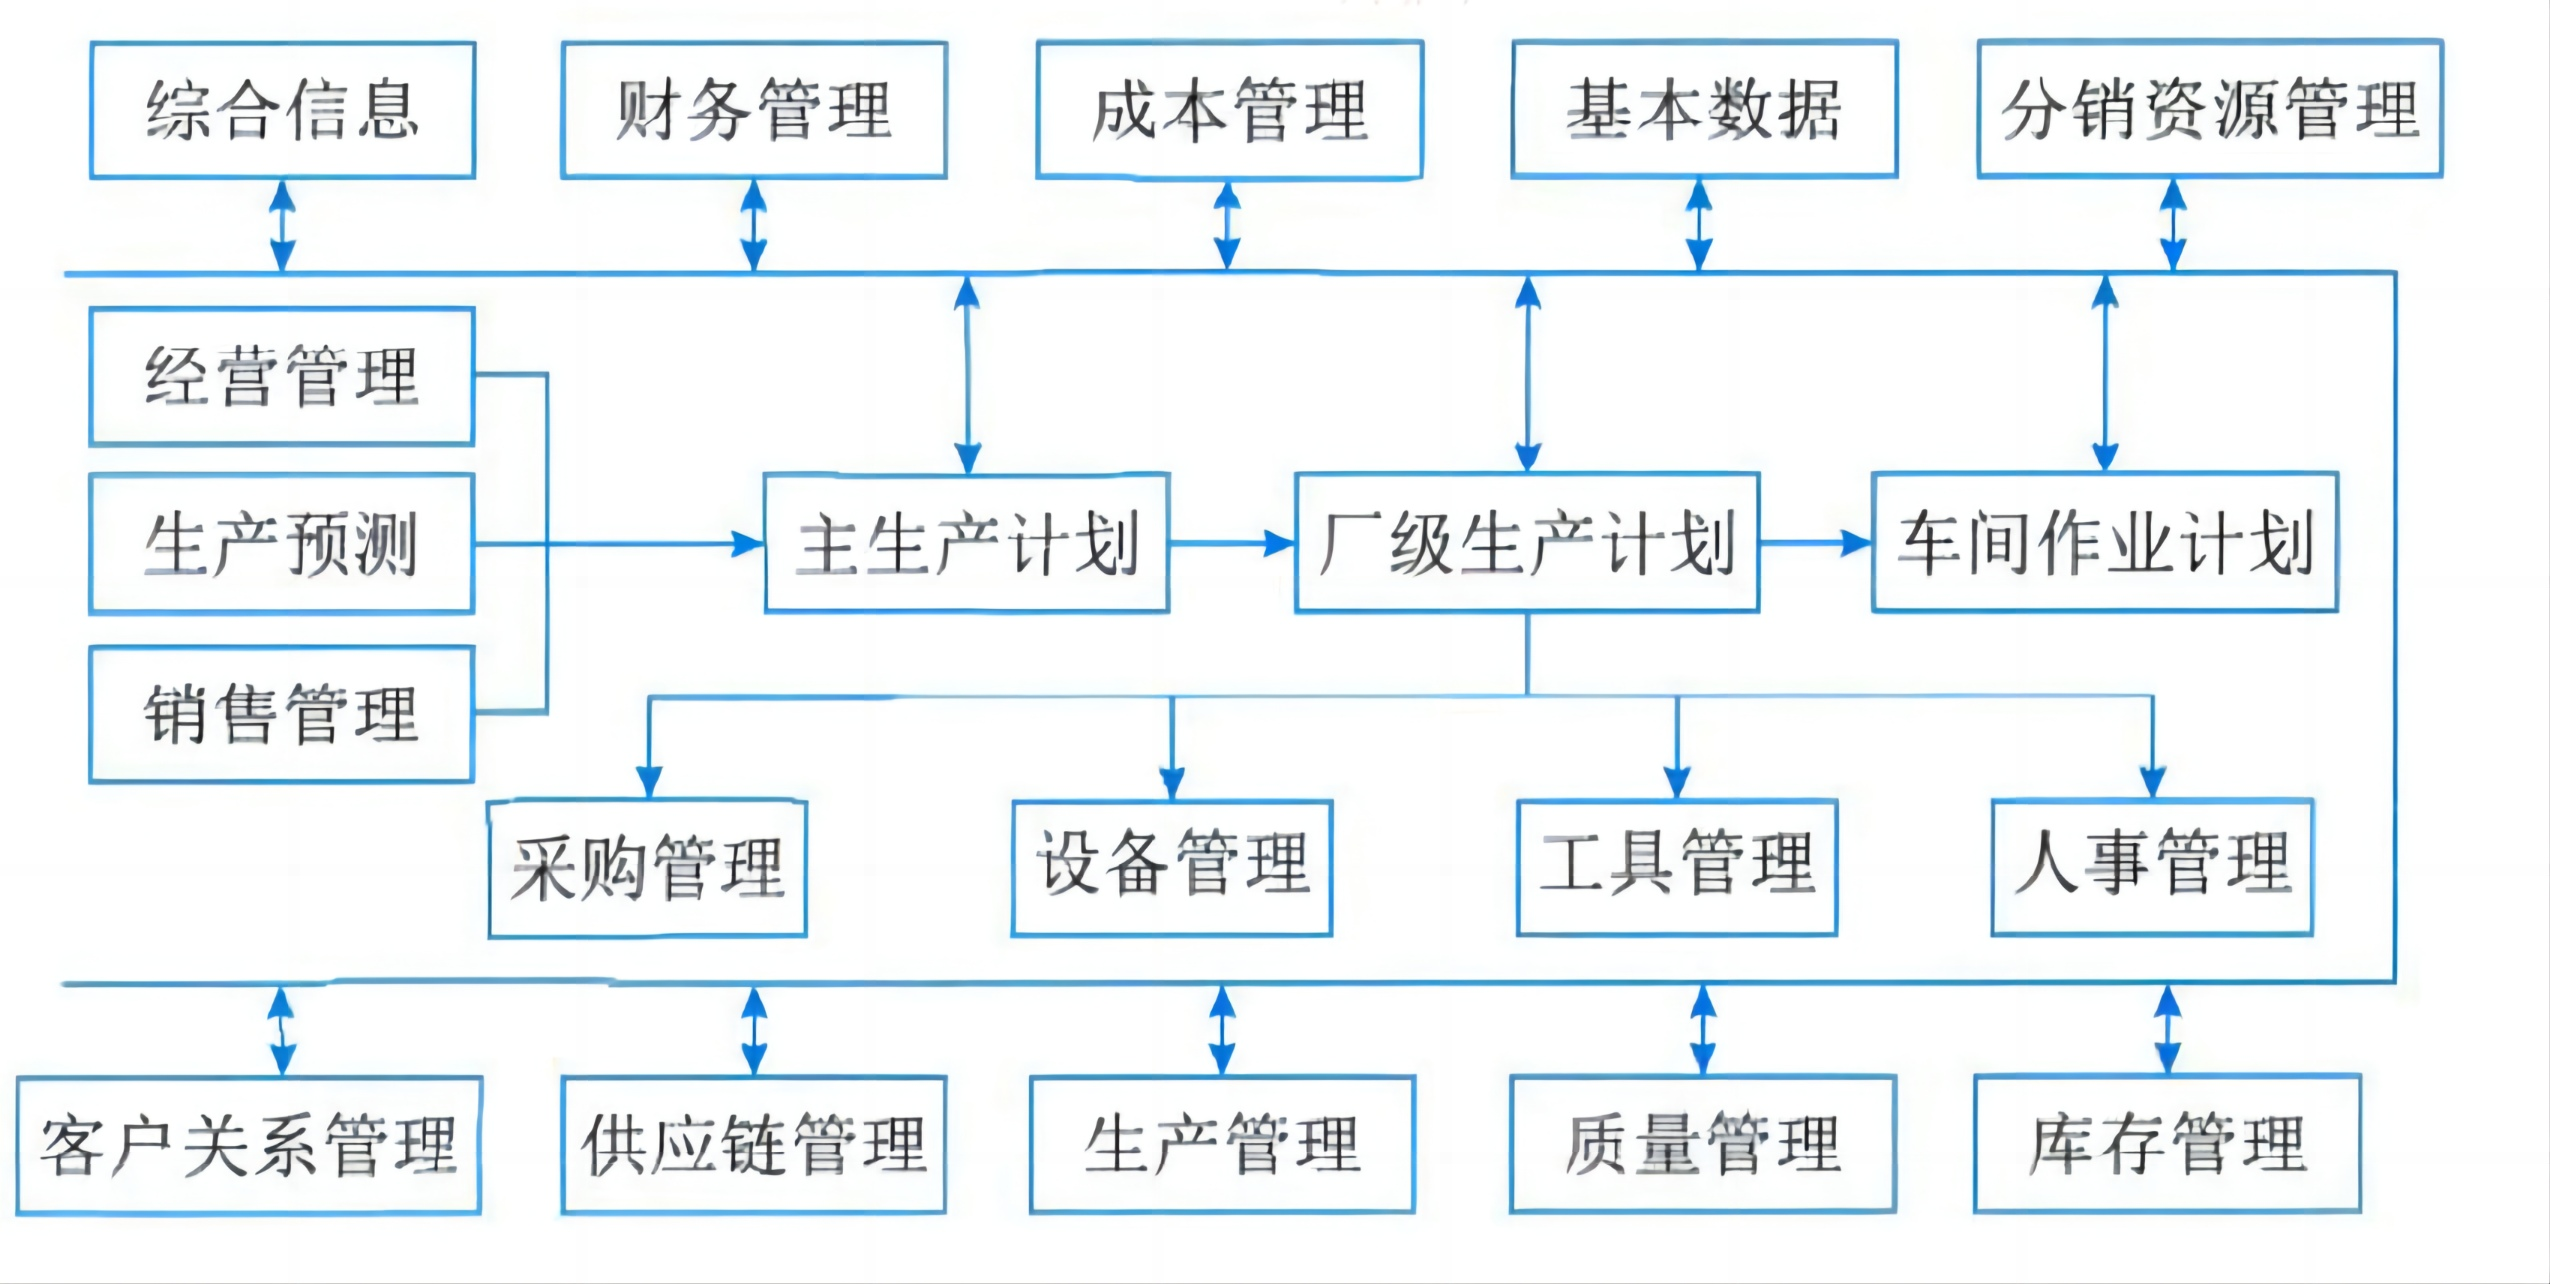 综合信息
财务管理
成本管理
基本数据
分销资源管理
经营管理
生产预测
销售管理
主生产计划
厂级生产计划
车间作业计划
采购管理
设备管理
工具管理
人事管理
客户关系管理
供应链管理
生产管理
质量管理
库存管理